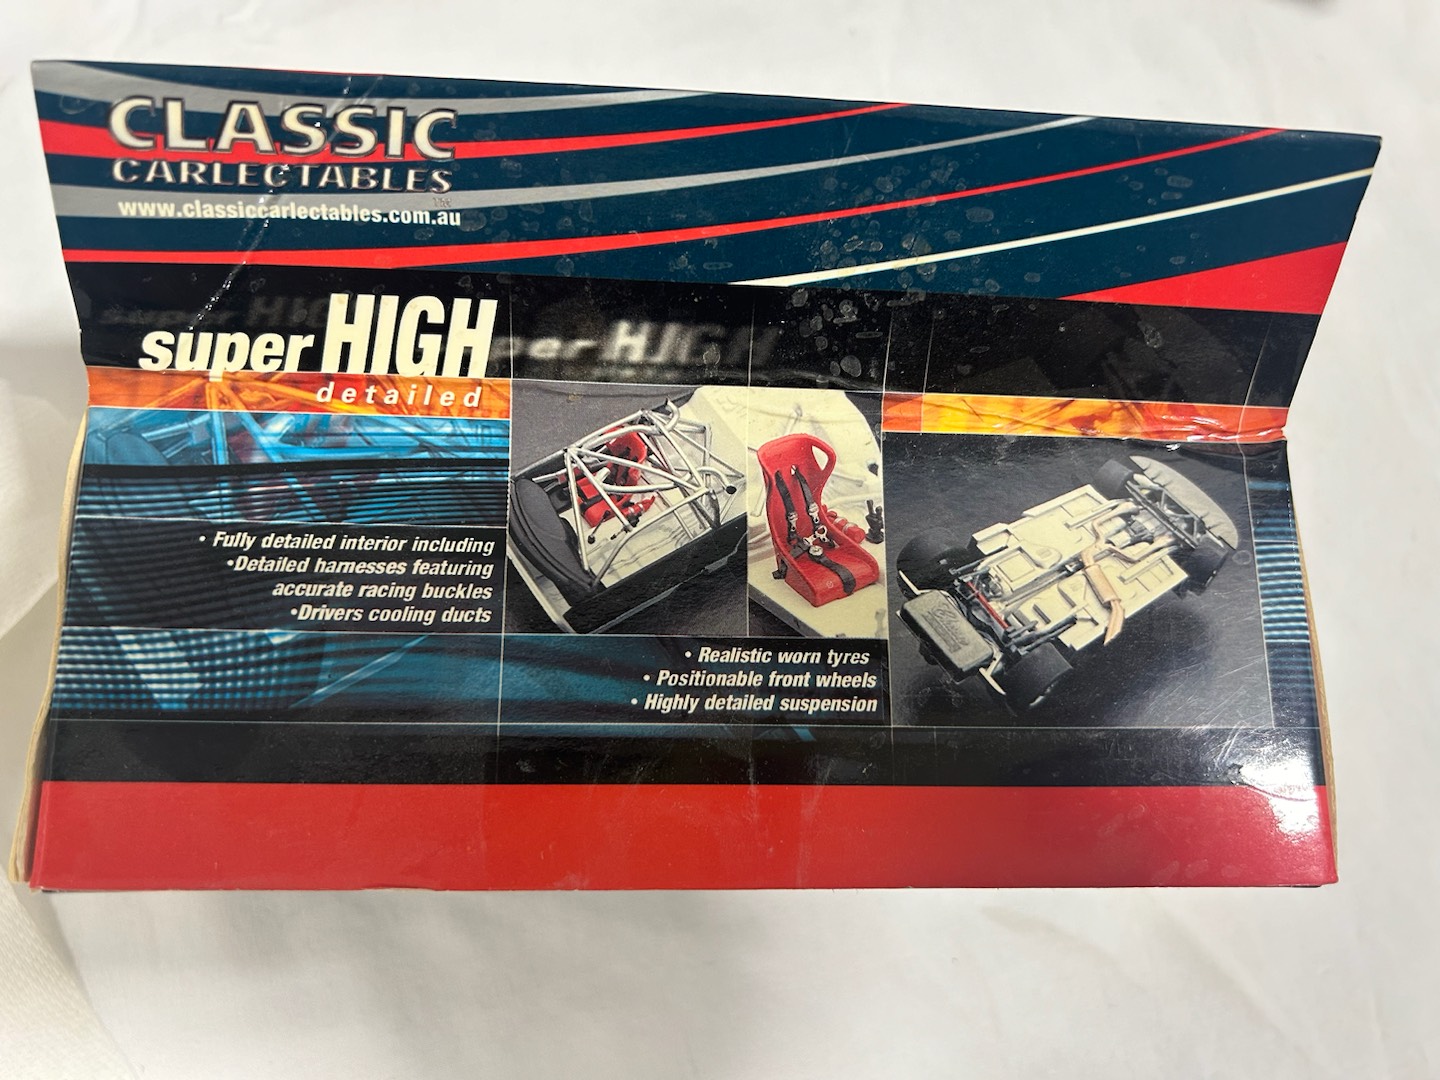 CLASSIC
CARLECTABLES
www.classiccarlectables.com.au
super HIGH
detailed
• Fully detailed interior including
•Detailed harnesses featuring
accurate racing buckles
•Drivers cooling ducts
• Realistic worn tyres
• Positionable front wheels
• Highly detailed suspension